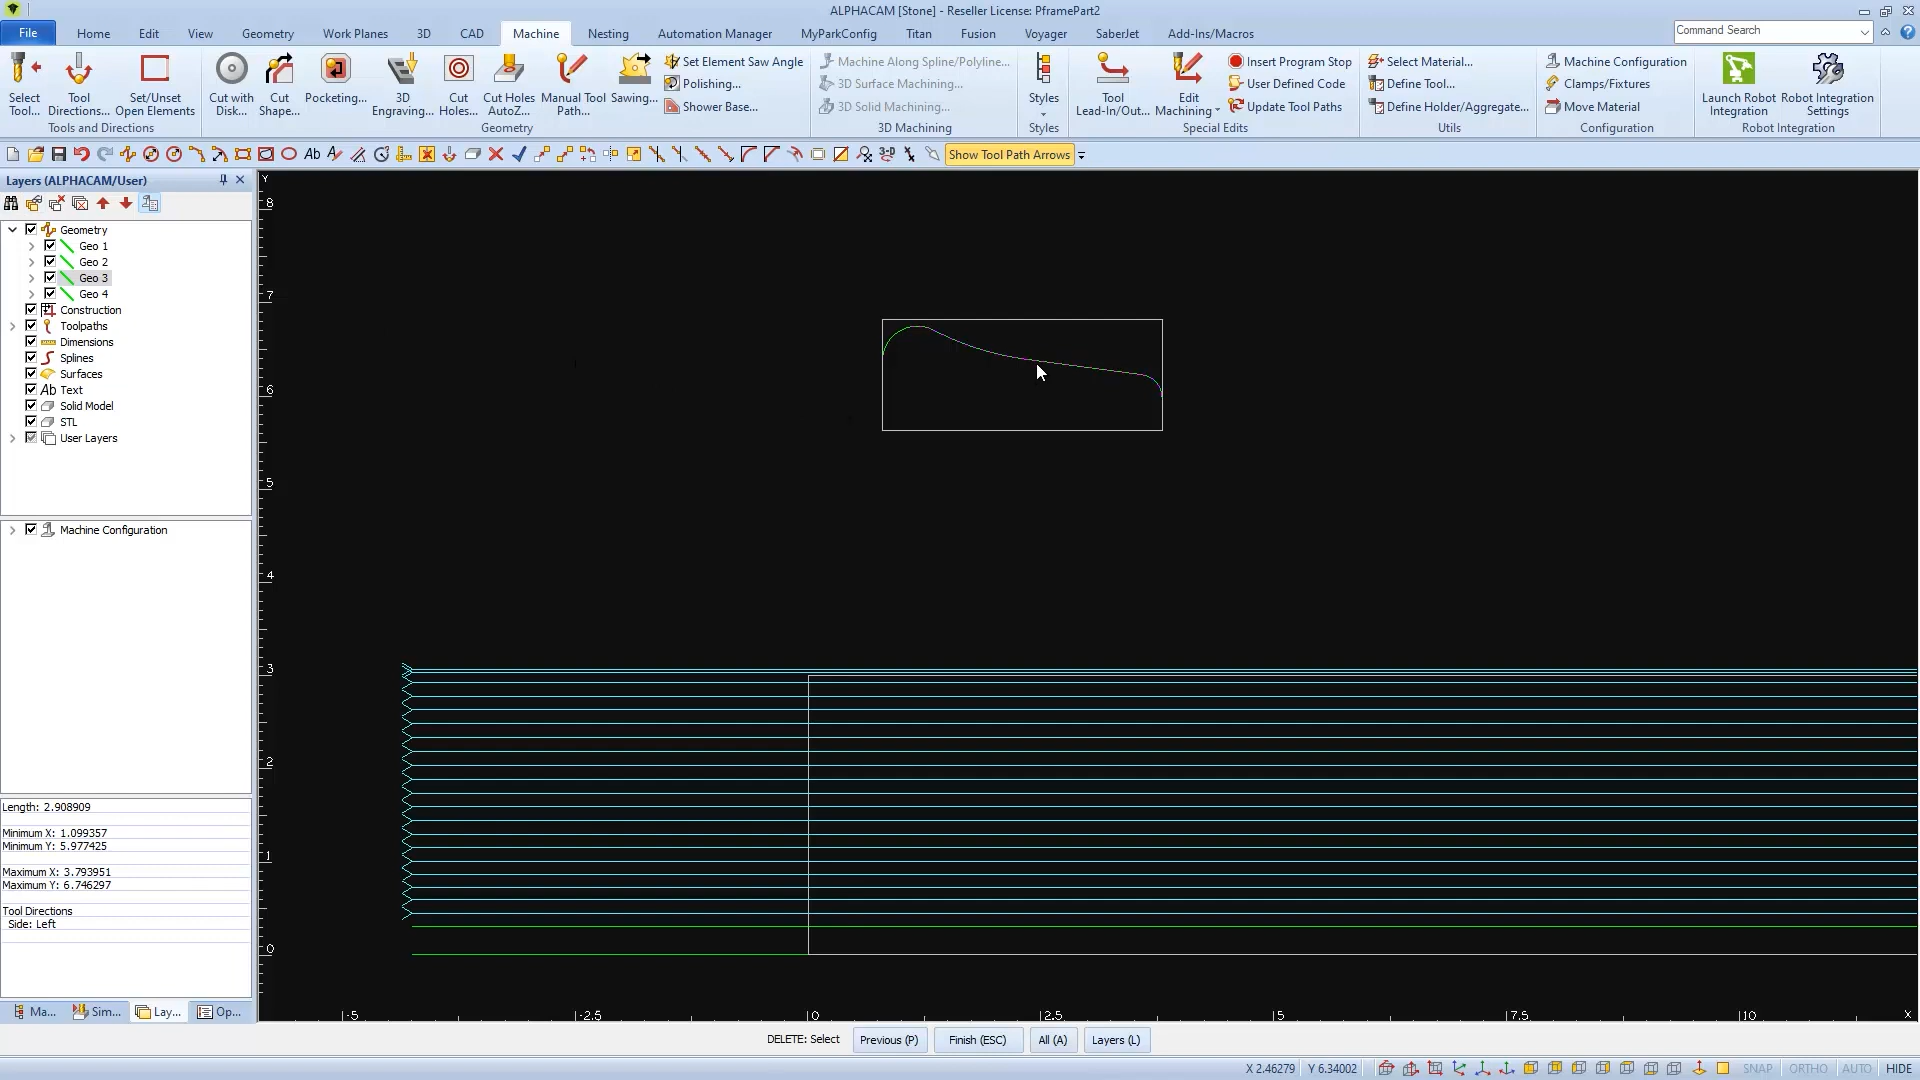 ALPHACAM [Stone] - Reseller License: PframePart2
File Home Edit View Geometry Work Planes 3D CAD Machine Nesting Automation Manager MyParkConfig Titan Fusion Voyager SaberJet Add-Ins/Macros Command Search
Select Tool...
Tool Directions...
Set/Unset Open Elements
Tools and Directions
Cut with Disk...
Cut Shape...
Pocketing...
3D Engraving...
Cut Holes...
Cut Holes AutoZ...
Manual Tool Path...
Sawing...
Set Element Saw Angle
Polishing...
Shower Base...
Geometry
Machine Along Spline/Polyline...
3D Surface Machining...
3D Solid Machining...
3D Machining
Styles
Styles
Tool Lead-In/Out...
Edit Machining
Insert Program Stop
User Defined Code
Update Tool Paths
Special Edits
Select Material...
Define Tool...
Define Holder/Aggregate...
Utils
Machine Configuration
Clamps/Fixtures
Move Material
Configuration
Launch Robot Integration
Robot Integration Settings
Robot Integration
Ab 3-D Show Tool Path Arrows
Layers (ALPHACAM/User)
Geometry
Geo 1
Geo 2
Geo 3
Geo 4
Construction
Toolpaths
Dimensions
Splines
Surfaces
Ab Text
Solid Model
STL
User Layers
Machine Configuration
Length: 2.908909
Minimum X: 1.099357
Minimum Y: 5.977425
Maximum X: 3.793951
Maximum Y: 6.746297
Tool Directions
Side: Left
Ma... Sim... Lay... Op...
Y
8
7
6
5
4
3
2
1
0
-5 -2.5 0 2.5 5 7.5 10 X
DELETE: Select Previous (P) Finish (ESC) All (A) Layers (L)
X 2.46279 Y 6.34002 SNAP ORTHO AUTO HIDE